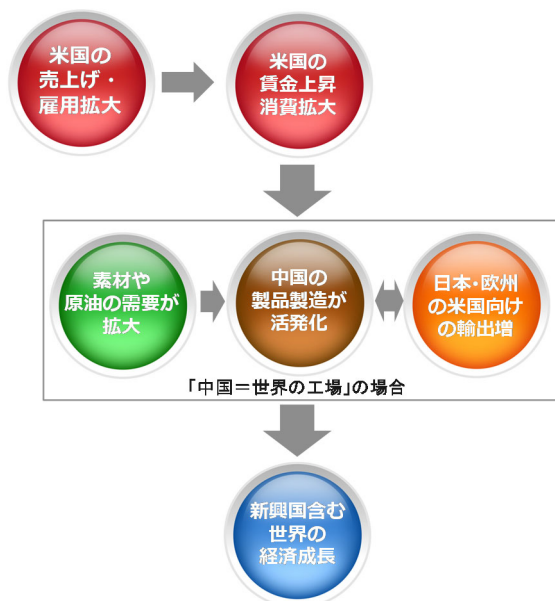 米国の
売上げ・
雇用拡大
米国の
賃金上昇
消費拡大
素材や
原油の需要が
拡大
中国の
製品製造が
活発化
日本・欧州
の米国向け
の輸出増
「中国＝世界の工場」の場合
新興国含む
世界の
経済成長